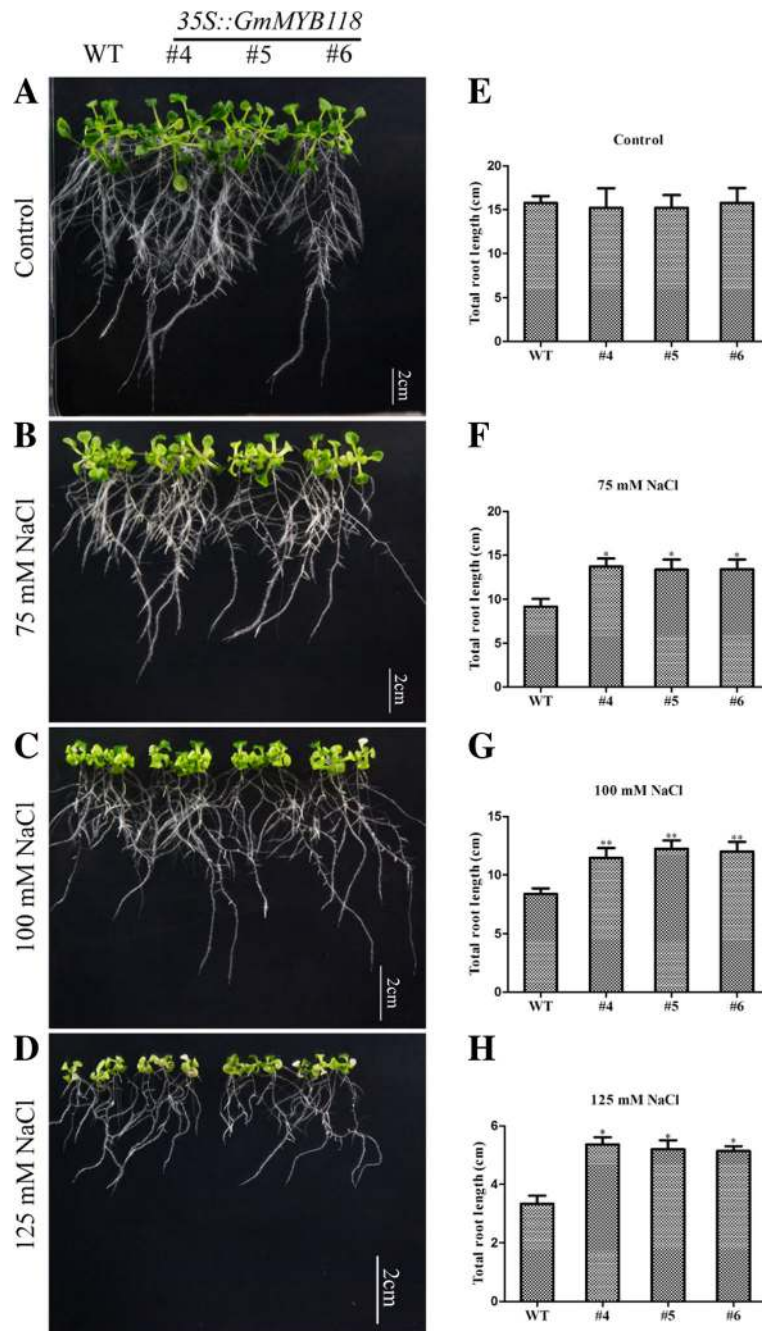 35S::GmMYB118
WT #4 #5 #6
A
Control
2cm
B
75 mM NaCl
2cm
C
100 mM NaCl
2cm
D
125 mM NaCl
2cm
E
Control
Total root length (cm)
20
15
10
5
0
WT #4 #5 #6
F
75 mM NaCl
Total root length (cm)
20
15
10
5
0
* * *
WT #4 #5 #6
G
100 mM NaCl
Total root length (cm)
15
10
5
0
** ** **
WT #4 #5 #6
H
125 mM NaCl
Total root length (cm)
6
4
2
0
* * *
WT #4 #5 #6